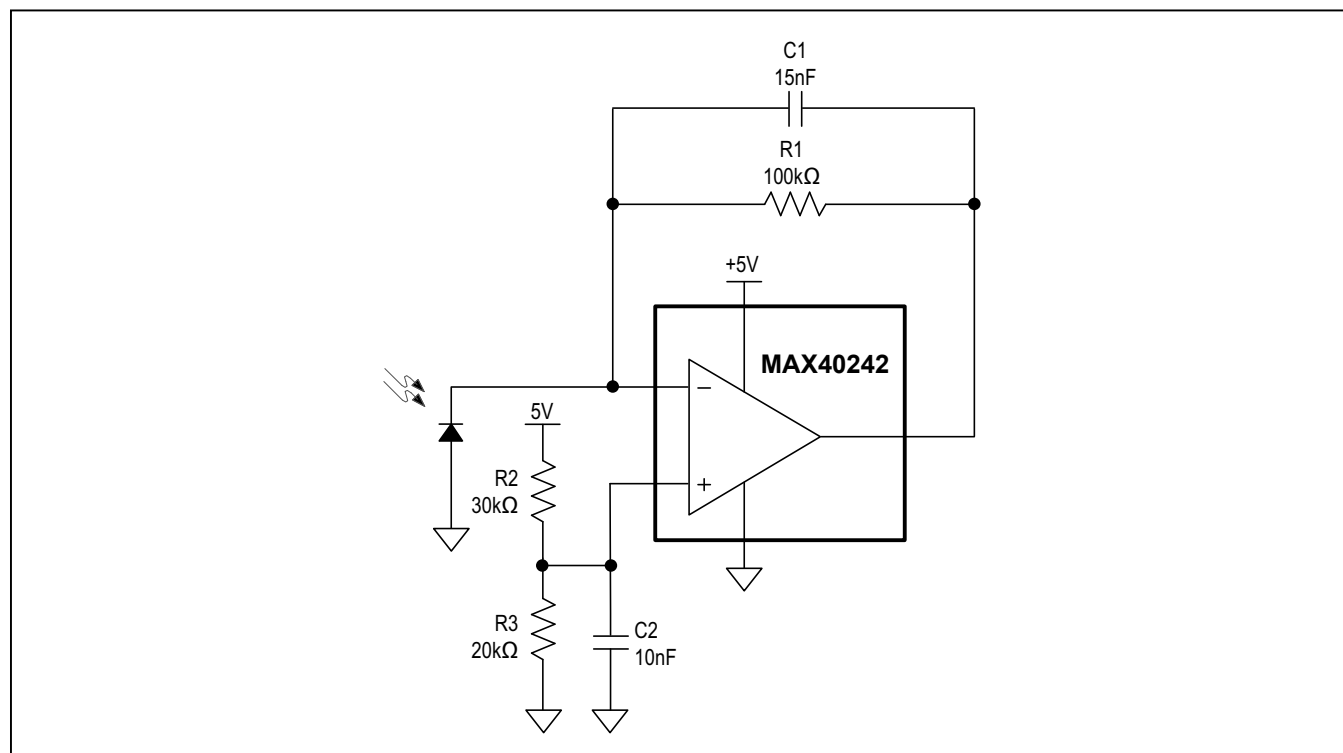 C1
15nF
R1
100kΩ
+5V
MAX40242
−
5V
R2
30kΩ
+
R3
20kΩ
C2
10nF